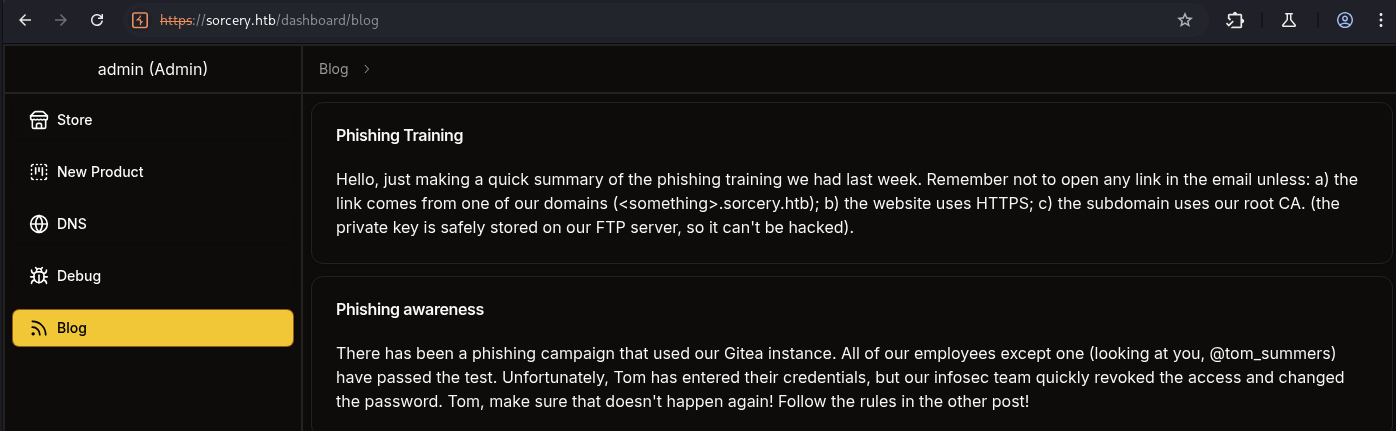 https://sorcery.htb/dashboard/blog
admin (Admin)
Blog
Store
New Product
DNS
Debug
Blog
Phishing Training
Hello, just making a quick summary of the phishing training we had last week. Remember not to open any link in the email unless: a) the
link comes from one of our domains (<something>.sorcery.htb); b) the website uses HTTPS; c) the subdomain uses our root CA. (the
private key is safely stored on our FTP server, so it can't be hacked).
Phishing awareness
There has been a phishing campaign that used our Gitea instance. All of our employees except one (looking at you, @tom_summers)
have passed the test. Unfortunately, Tom has entered their credentials, but our infosec team quickly revoked the access and changed
the password. Tom, make sure that doesn't happen again! Follow the rules in the other post!